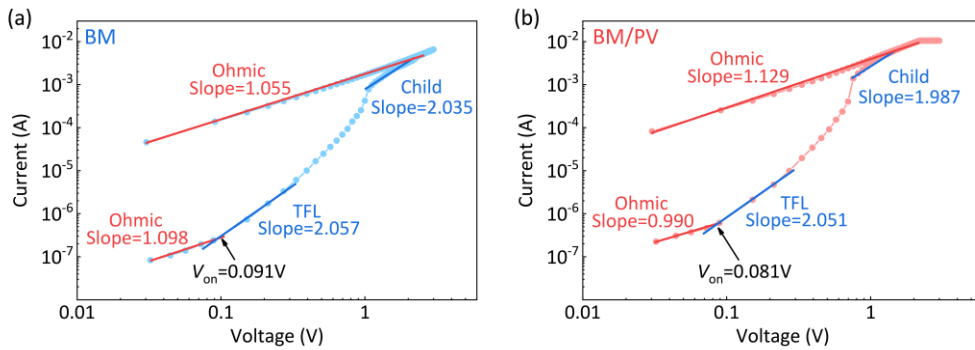 (a)
BM
10⁻²
10⁻³
10⁻⁴
10⁻⁵
10⁻⁶
10⁻⁷
Current (A)
Ohmic
Slope=1.055
Child
Slope=2.035
Ohmic
Slope=1.098
TFL
Slope=2.057
Vₒₙ=0.091V
0.01
0.1
1
Voltage (V)
(b)
BM/PV
10⁻²
10⁻³
10⁻⁴
10⁻⁵
10⁻⁶
10⁻⁷
Current (A)
Ohmic
Slope=1.129
Child
Slope=1.987
Ohmic
Slope=0.990
TFL
Slope=2.051
Vₒₙ=0.081V
0.01
0.1
1
Voltage (V)